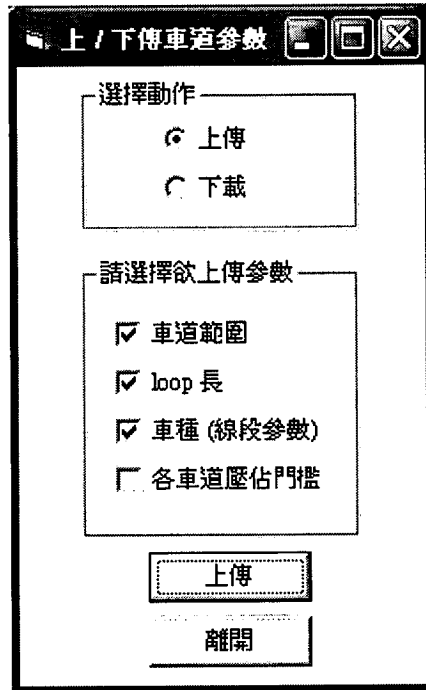 上 / 下傳車道參數
選擇動作
上傳
下載
請選擇欲上傳參數
車道範圍
loop 長
車種 (線段參數)
各車道壓佔門檻
上傳
離開